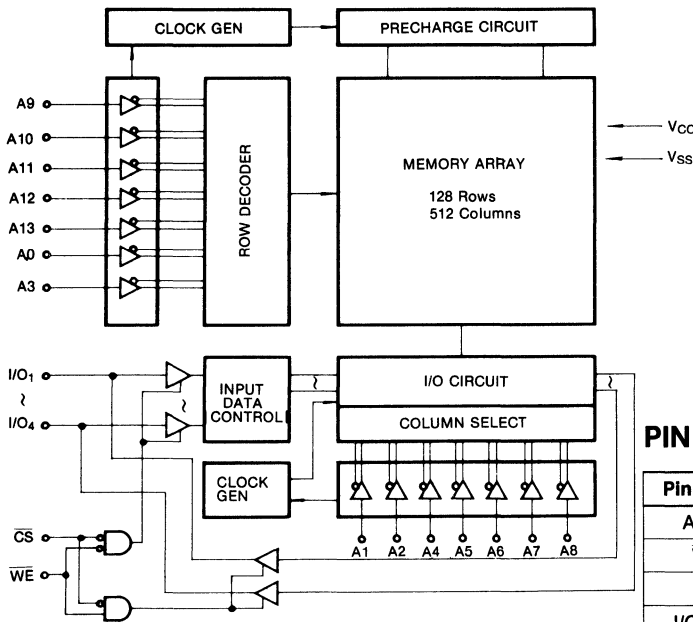 CLOCK GEN
PRECHARGE CIRCUIT
A9
A10
A11
A12
A13
A0
A3
ROW DECODER
MEMORY ARRAY
128 Rows
512 Columns
VCC
VSS
I/O1
~
I/O4
INPUT
DATA
CONTROL
I/O CIRCUIT
COLUMN SELECT
CLOCK
GEN
A1 A2 A4 A5 A6 A7 A8
CS
WE
PIN
Pin
A
I/O